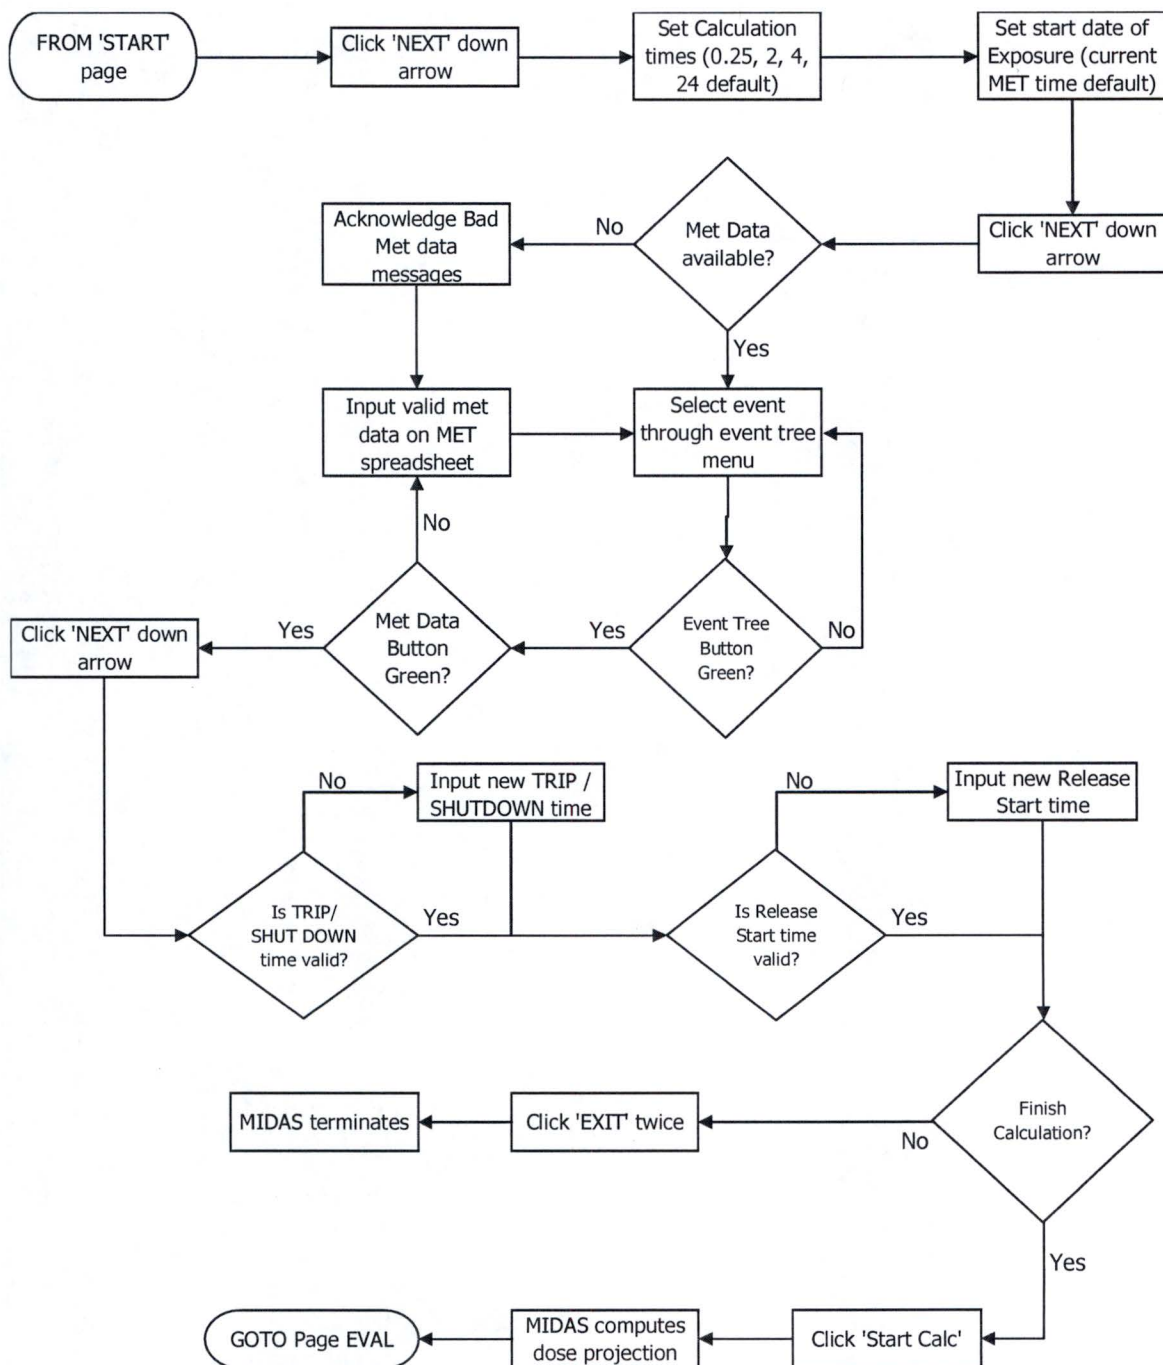 FROM 'START'
page
Click 'NEXT' down
arrow
Set Calculation
times (0.25, 2, 4,
24 default)
Set start date of
Exposure (current
MET time default)
Acknowledge Bad
Met data
messages
No
Met Data
available?
Click 'NEXT' down
arrow
Yes
Input valid met
data on MET
spreadsheet
Select event
through event tree
menu
No
Click 'NEXT' down
arrow
Yes
Met Data
Button
Green?
Yes
Event Tree
Button
Green?
No
No
Input new TRIP /
SHUTDOWN time
No
Input new Release
Start time
Is TRIP/
SHUT DOWN
time valid?
Yes
Is Release
Start time
valid?
Yes
MIDAS terminates
Click 'EXIT' twice
No
Finish
Calculation?
Yes
GOTO Page EVAL
MIDAS computes
dose projection
Click 'Start Calc'